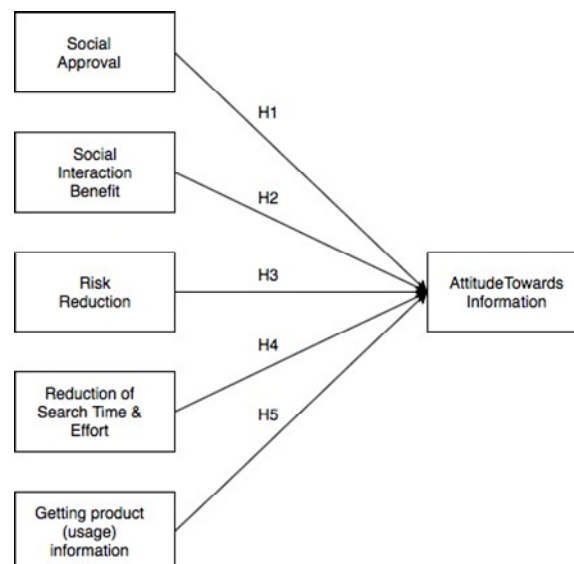 Social
Approval
H1
Social
Interaction
Benefit
H2
Risk
Reduction
H3
AttitudeTowards
Information
H4
Reduction of
Search Time &
Effort
H5
Getting product
(usage)
information